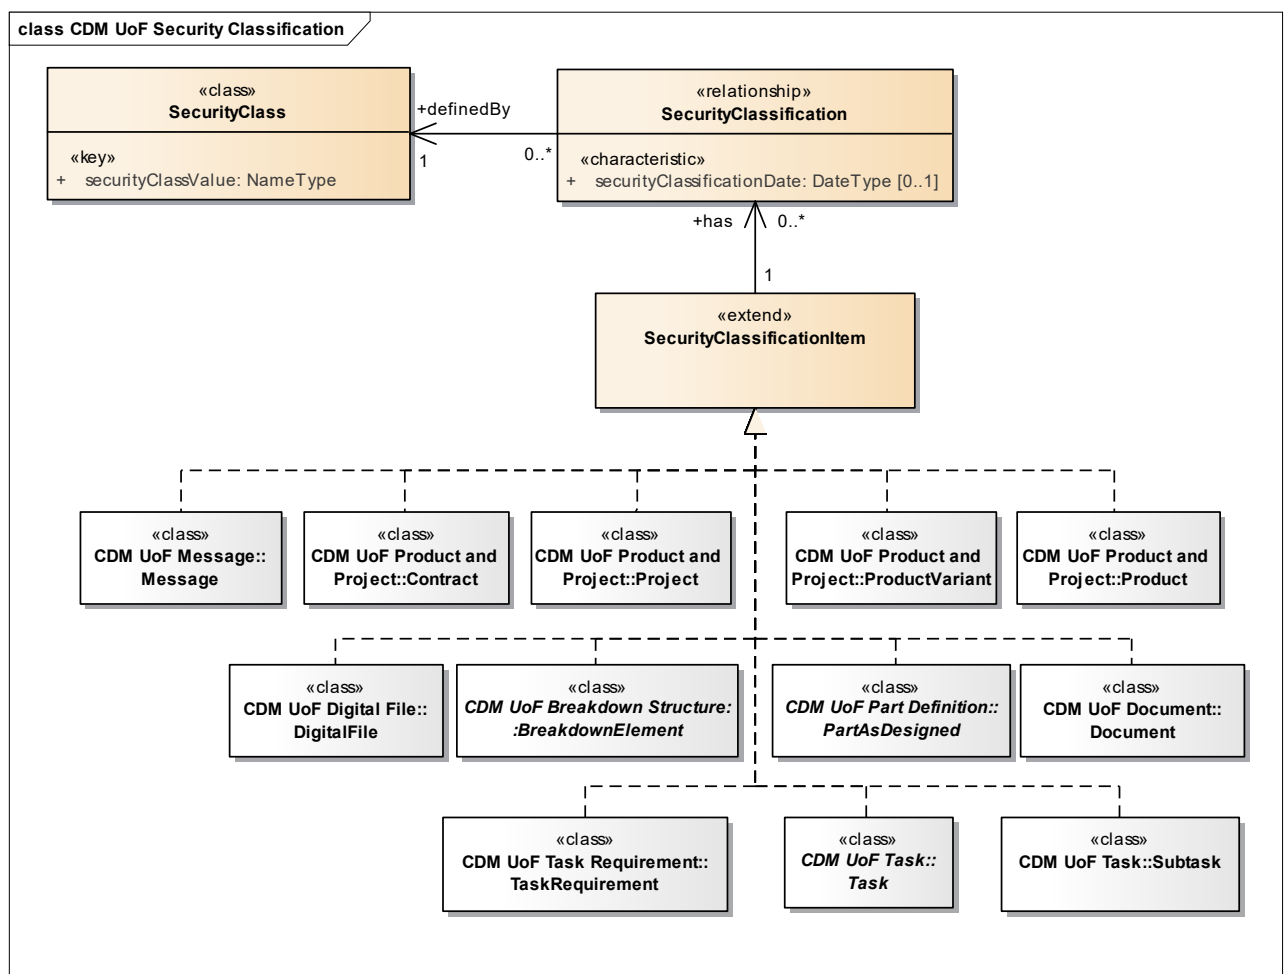 class CDM UoF Security Classification
«class»
SecurityClass
«key»
+ securityClassValue: NameType
+definedBy
1
0..*
«relationship»
SecurityClassification
«characteristic»
+ securityClassificationDate: DateType [0..1]
+has
0..*
1
«extend»
SecurityClassificationItem
«class»
CDM UoF Message::
Message
«class»
CDM UoF Product and
Project::Contract
«class»
CDM UoF Product and
Project::Project
«class»
CDM UoF Product and
Project::ProductVariant
«class»
CDM UoF Product and
Project::Product
«class»
CDM UoF Digital File::
DigitalFile
«class»
CDM UoF Breakdown Structure:
:BreakdownElement
«class»
CDM UoF Part Definition::
PartAsDesigned
«class»
CDM UoF Document::
Document
«class»
CDM UoF Task Requirement::
TaskRequirement
«class»
CDM UoF Task::
Task
«class»
CDM UoF Task::Subtask